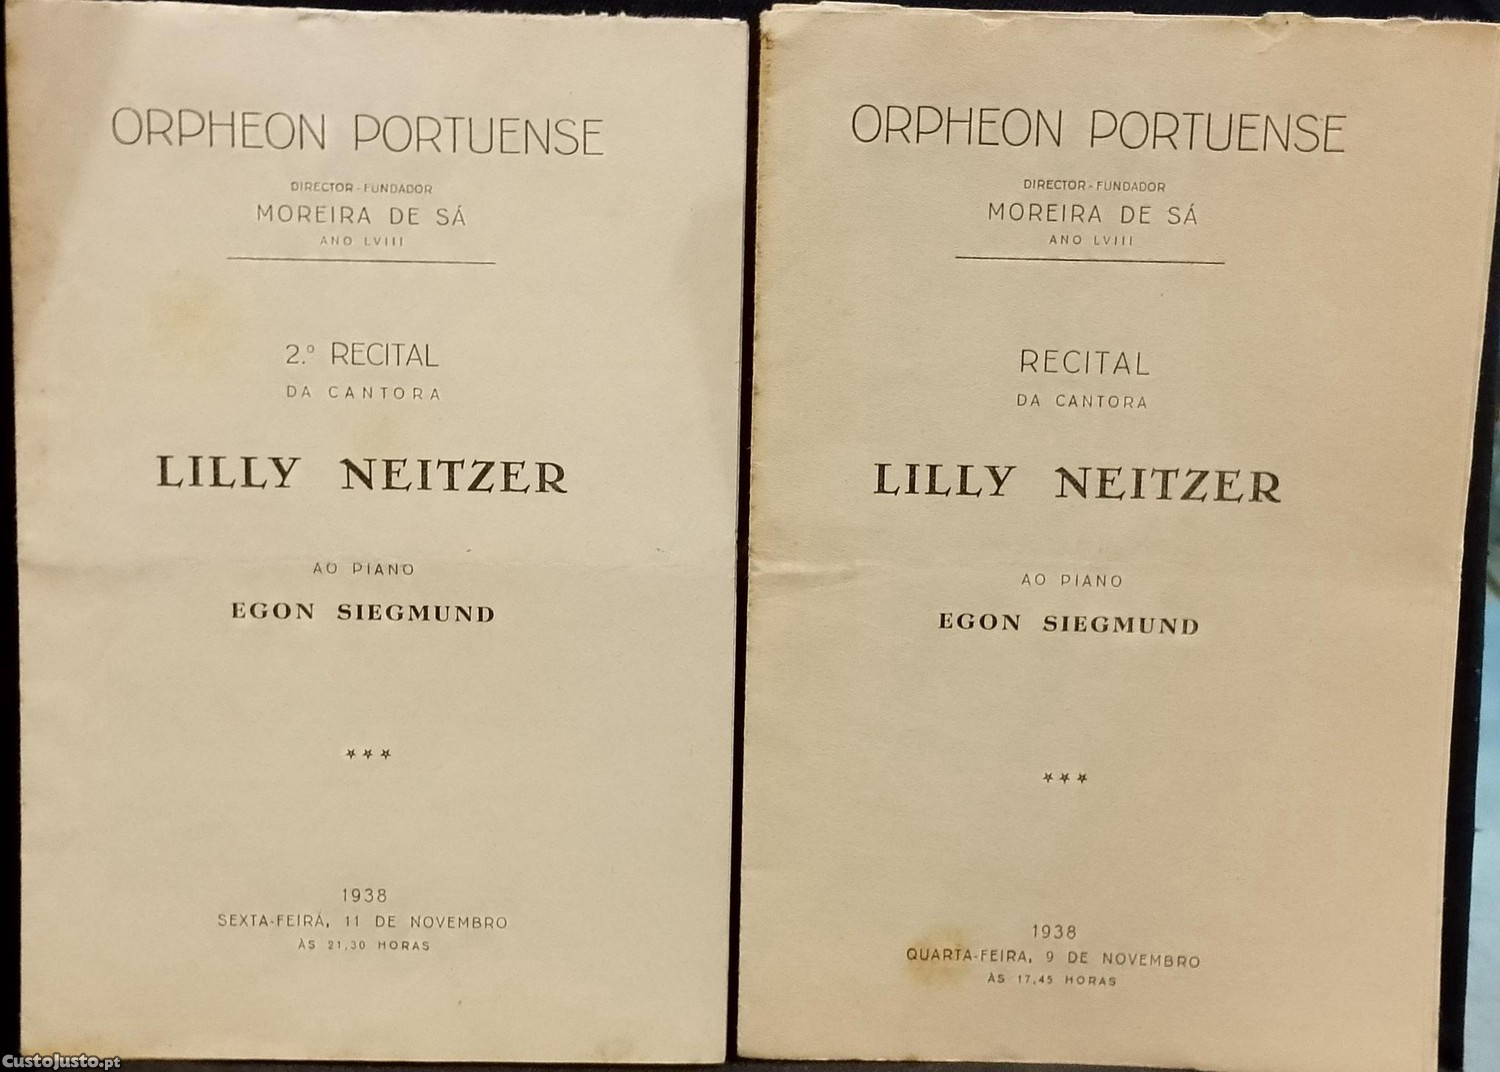 ORPHEON PORTUENSE
DIRECTOR-FUNDADOR
MOREIRA DE SÁ
ANO LVIII
2.º RECITAL
DA CANTORA
LILLY NEITZER
AO PIANO
EGON SIEGMUND
1938
SEXTA-FEIRÁ, 11 DE NOVEMBRO
ÀS 21,30 HORAS
ORPHEON PORTUENSE
DIRECTOR-FUNDADOR
MOREIRA DE SÁ
ANO LVIII
RECITAL
DA CANTORA
LILLY NEITZER
AO PIANO
EGON SIEGMUND
1938
QUARTA-FEIRA, 9 DE NOVEMBRO
ÀS 17,45 HORAS
CustoJusto.pt